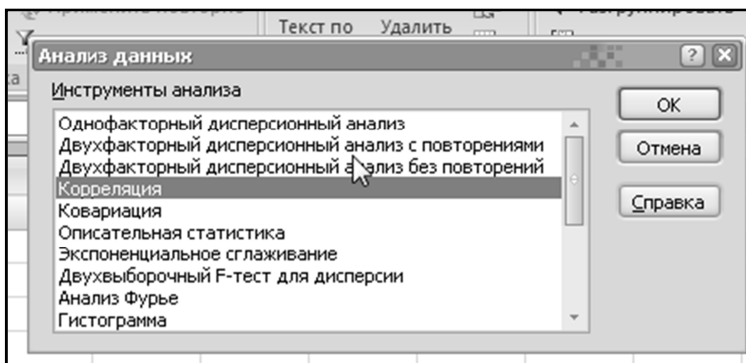 Текст по Удалить
Анализ данных
Инструменты анализа
Однофакторный дисперсионный анализ
Двухфакторный дисперсионный анализ с повторениями
Двухфакторный дисперсионный анализ без повторений
Корреляция
Ковариация
Описательная статистика
Экспоненциальное сглаживание
Двухвыборочный F-тест для дисперсии
Анализ Фурье
Гистограмма
OK
Отмена
Справка